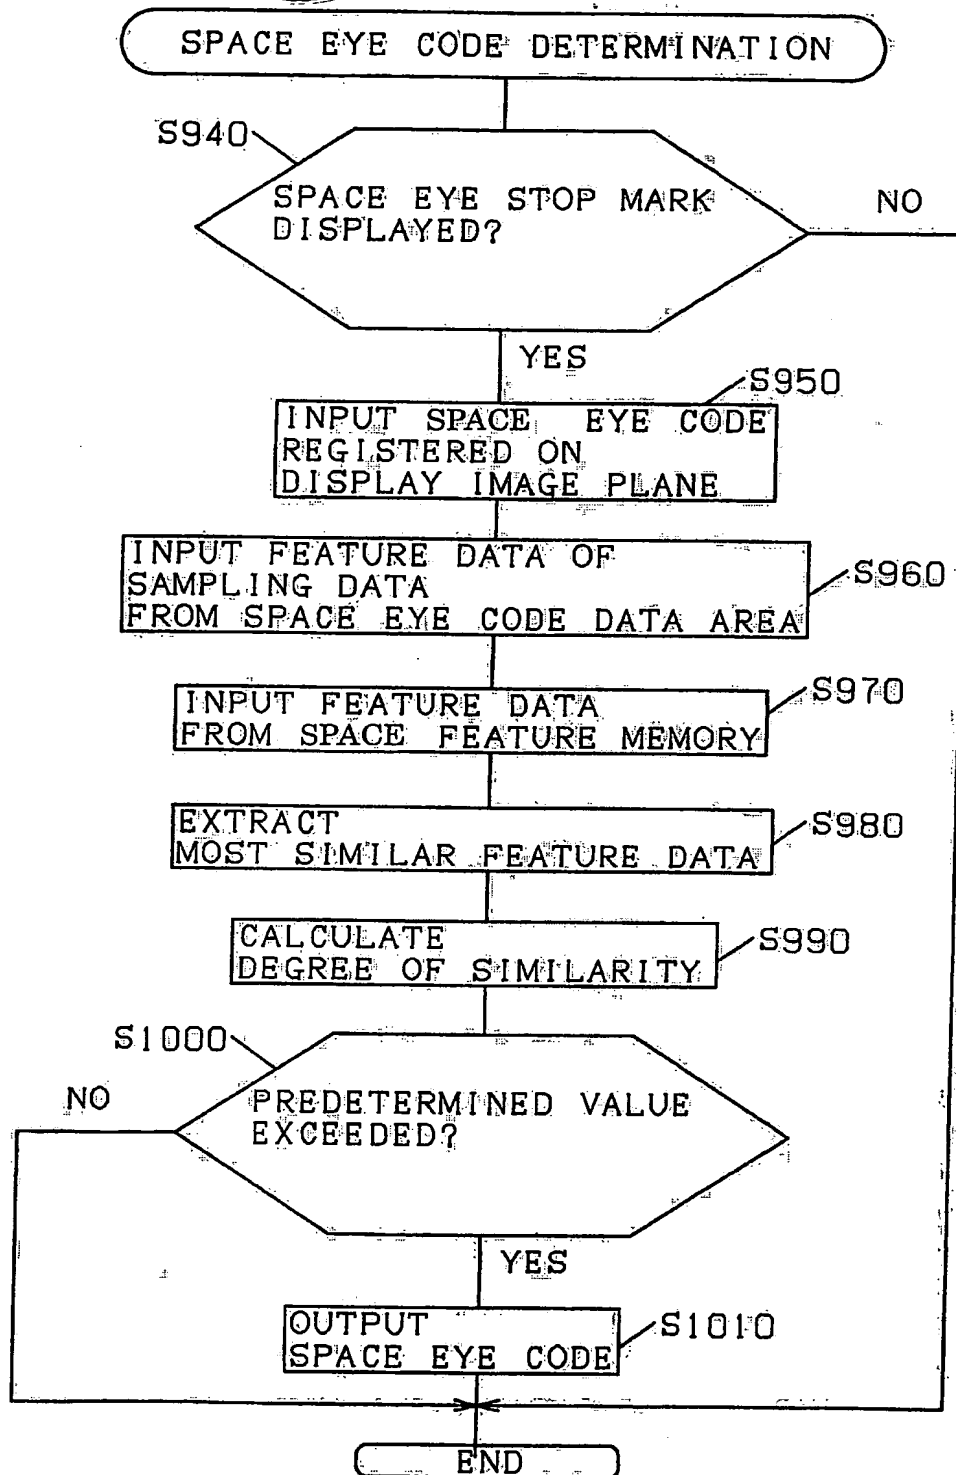 SPACE EYE CODE DETERMINATION
S940
SPACE EYE STOP MARK
DISPLAYED?
NO
YES
S950
INPUT SPACE EYE CODE
REGISTERED ON
DISPLAY IMAGE PLANE
INPUT FEATURE DATA OF
SAMPLING DATA
FROM SPACE EYE CODE DATA AREA
S960
INPUT FEATURE DATA
FROM SPACE FEATURE MEMORY
S970
EXTRACT
MOST SIMILAR FEATURE DATA
S980
CALCULATE
DEGREE OF SIMILARITY
S990
S1000
NO
PREDETERMINED VALUE
EXCEEDED?
YES
OUTPUT
SPACE EYE CODE
S1010
END